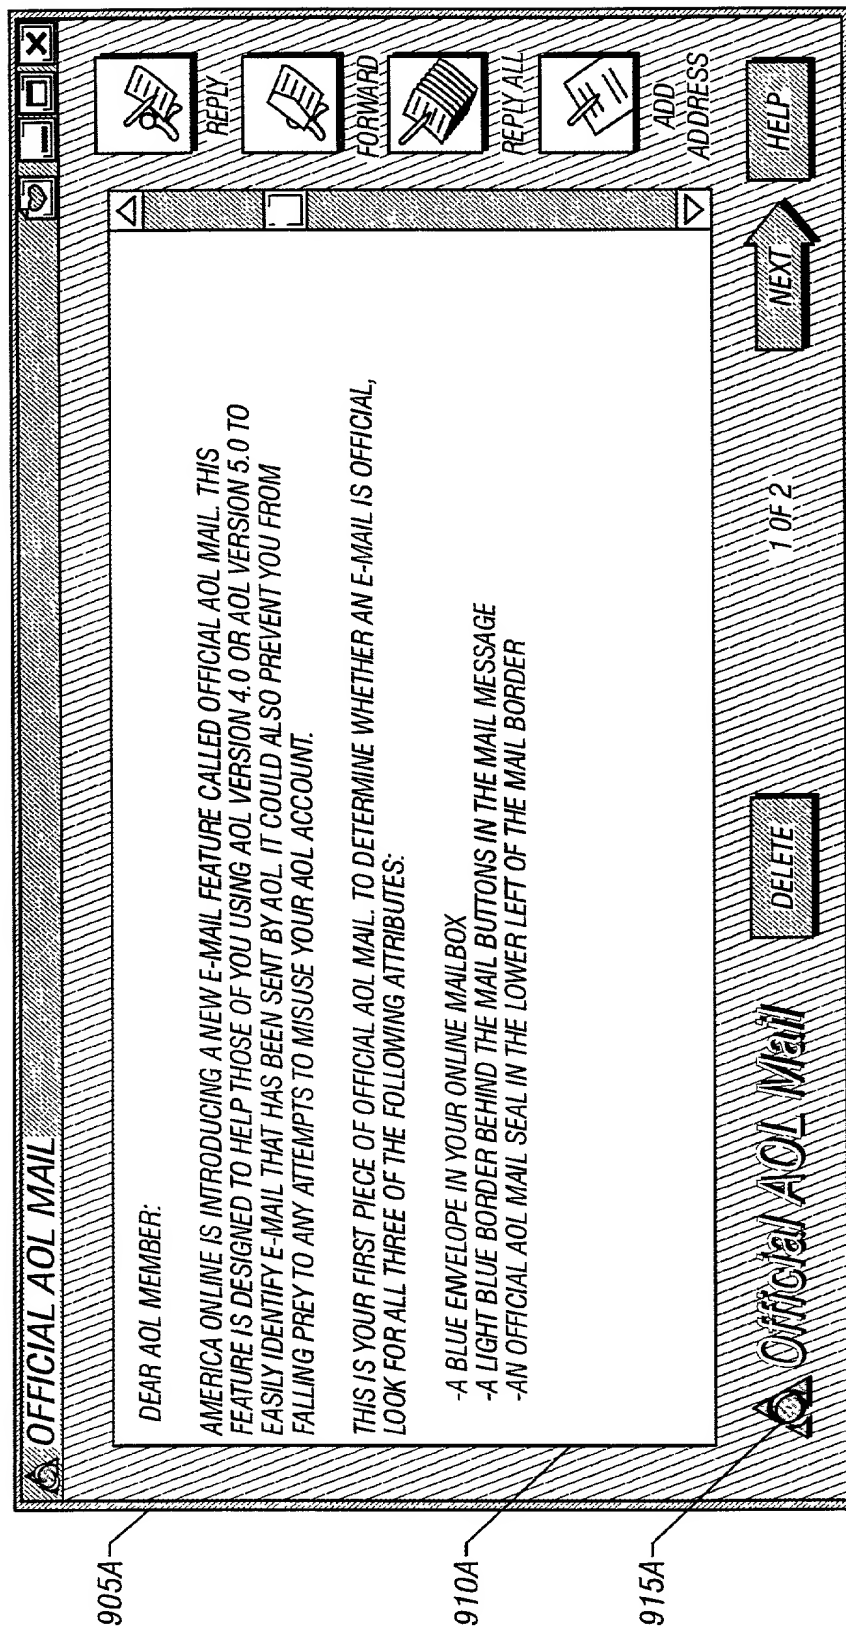 OFFICIAL AOL MAIL
DEAR AOL MEMBER:
AMERICA ONLINE IS INTRODUCING A NEW E-MAIL FEATURE CALLED OFFICIAL AOL MAIL. THIS
FEATURE IS DESIGNED TO HELP THOSE OF YOU USING AOL VERSION 4.0 OR AOL VERSION 5.0 TO
EASILY IDENTIFY E-MAIL THAT HAS BEEN SENT BY AOL. IT COULD ALSO PREVENT YOU FROM
FALLING PREY TO ANY ATTEMPTS TO MISUSE YOUR AOL ACCOUNT.
THIS IS YOUR FIRST PIECE OF OFFICIAL AOL MAIL. TO DETERMINE WHETHER AN E-MAIL IS OFFICIAL,
LOOK FOR ALL THREE OF THE FOLLOWING ATTRIBUTES:
-A BLUE ENVELOPE IN YOUR ONLINE MAILBOX
-A LIGHT BLUE BORDER BEHIND THE MAIL BUTTONS IN THE MAIL MESSAGE
-AN OFFICIAL AOL MAIL SEAL IN THE LOWER LEFT OF THE MAIL BORDER
REPLY
FORWARD
REPLY ALL
ADD
ADDRESS
Official AOL Mail
DELETE
1 OF 2
NEXT
HELP
905A
910A
915A